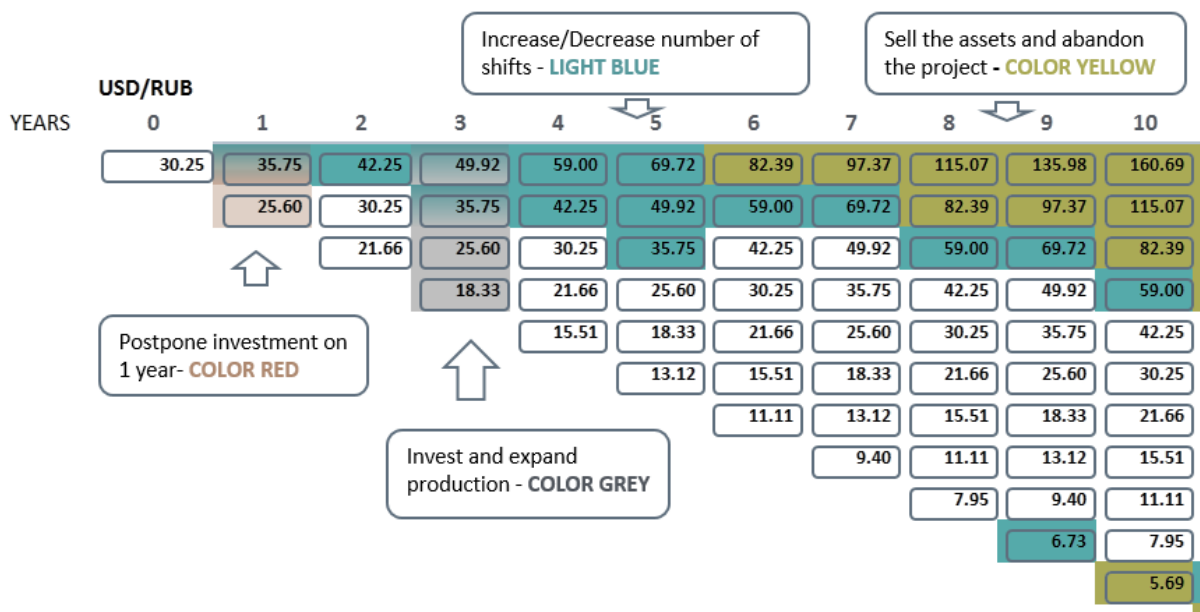 Increase/Decrease number of
shifts - LIGHT BLUE
Sell the assets and abandon
the project - COLOR YELLOW
USD/RUB
YEARS 0 1 2 3 4 5 6 7 8 9 10
30.25 35.75 42.25 49.92 59.00 69.72 82.39 97.37 115.07 135.98 160.69
25.60 30.25 35.75 42.25 49.92 59.00 69.72 82.39 97.37 115.07
21.66 25.60 30.25 35.75 42.25 49.92 59.00 69.72 82.39
18.33 21.66 25.60 30.25 35.75 42.25 49.92 59.00
15.51 18.33 21.66 25.60 30.25 35.75 42.25
13.12 15.51 18.33 21.66 25.60 30.25
11.11 13.12 15.51 18.33 21.66
9.40 11.11 13.12 15.51
7.95 9.40 11.11
6.73 7.95
5.69
Postpone investment on
1 year- COLOR RED
Invest and expand
production - COLOR GREY